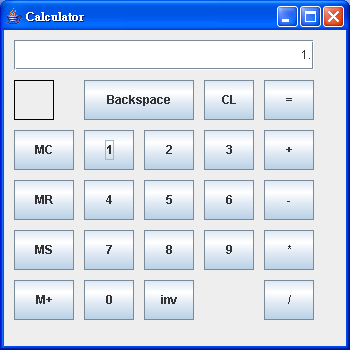 Calculator
1.
Backspace CL =
MC 1 2 3 +
MR 4 5 6 -
MS 7 8 9 *
M+ 0 inv /